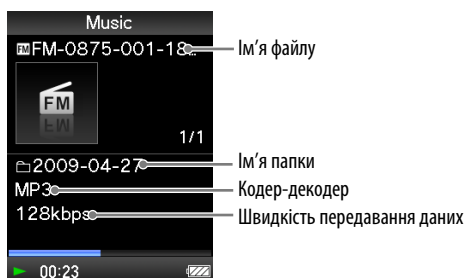 Music
FM FM-0875-001-18... Ім'я файлу
FM
1/1
2009-04-27 Ім'я папки
MP3 Кодер-декодер
128kbps Швидкість передавання даних
00:23